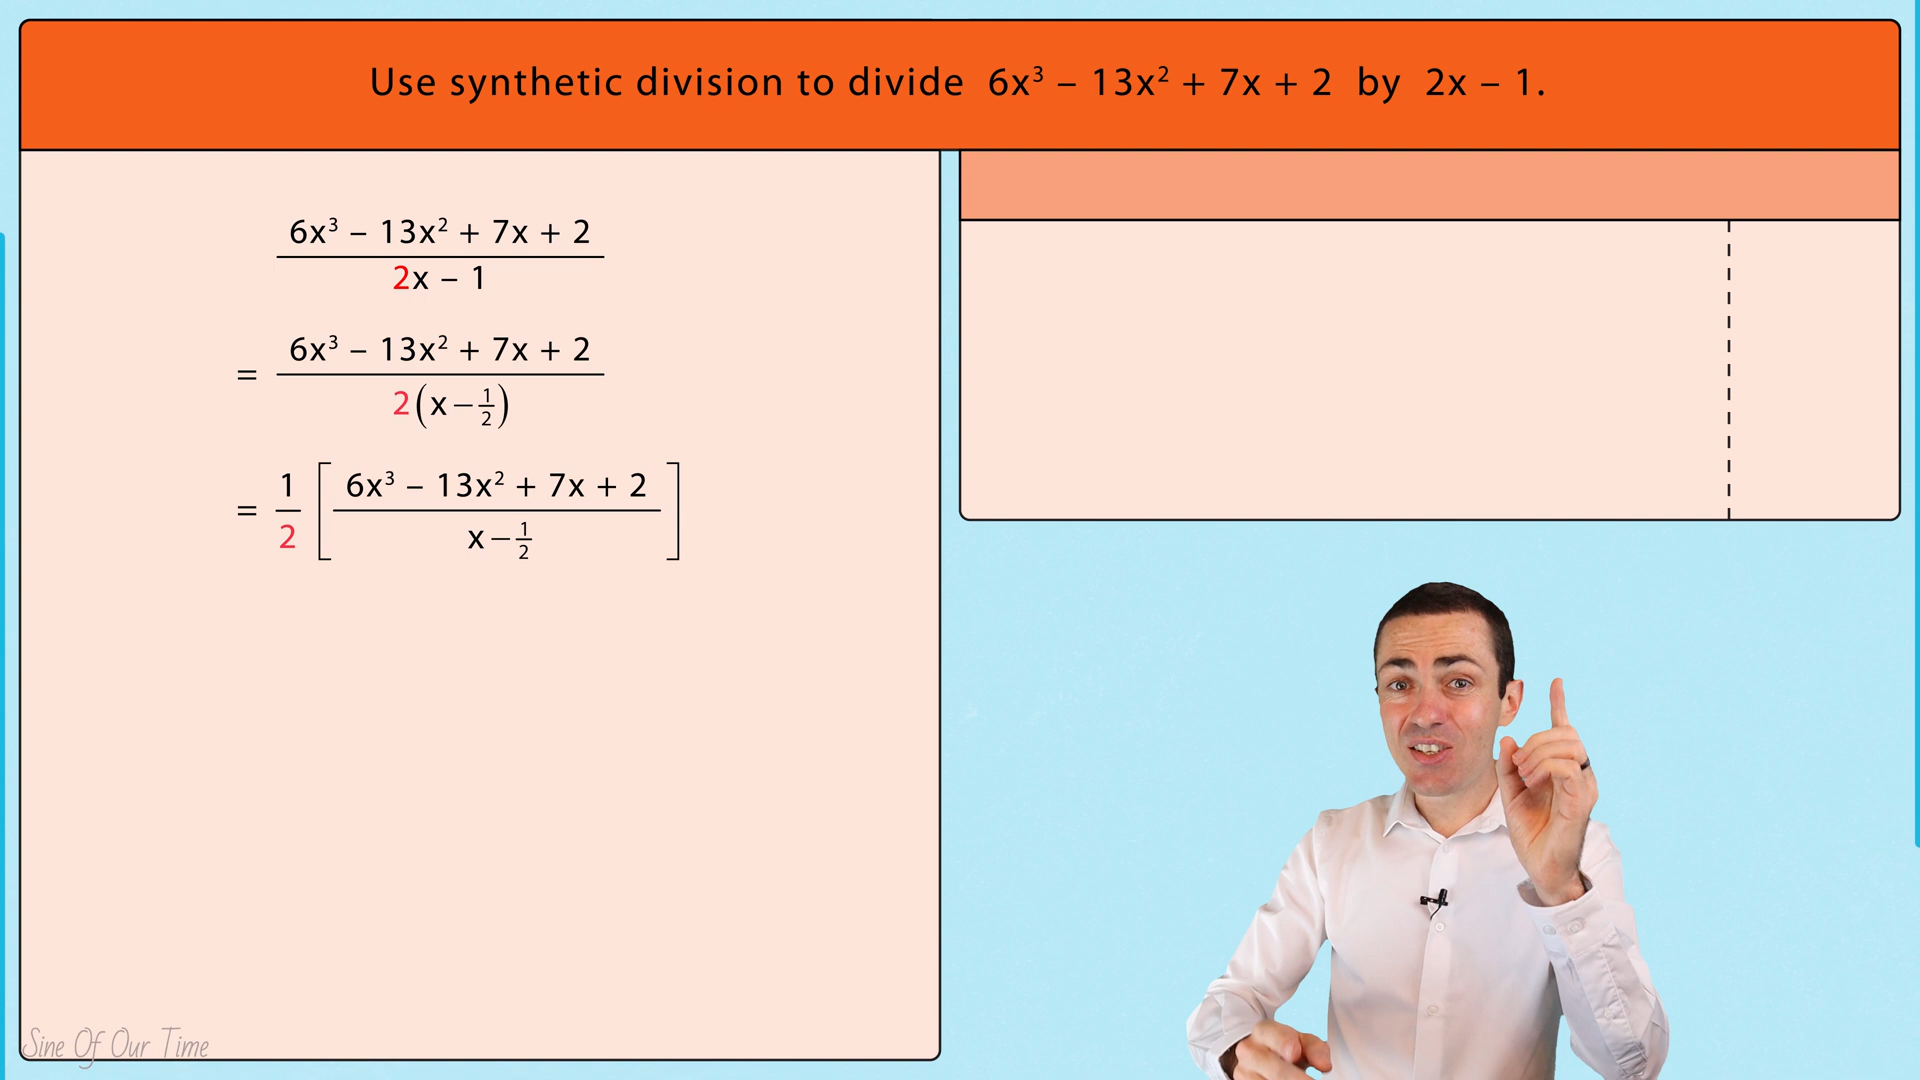 Use synthetic division to divide 6x³ – 13x² + 7x + 2 by 2x – 1.
6x³ – 13x² + 7x + 2
2x – 1
= 6x³ – 13x² + 7x + 2
2(x – 1/2)
= 1/2 [6x³ – 13x² + 7x + 2
x – 1/2]
Sine Of Our Time